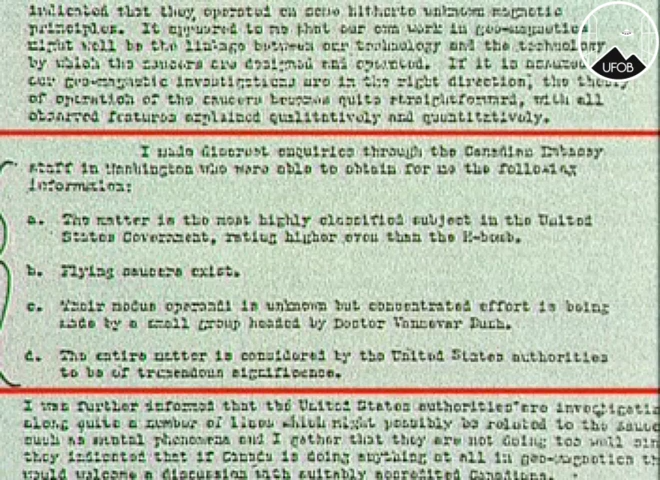 indicated that they operated on some hitherto unknown magnetic
principles. It appeared to me that our own work in geo-magnetics
might well be the linkage between our technology and the technology
by which the saucers are designed and operated. If it is assumed
our geo-magnetic investigations are in the right direction, the theory
of operation of the saucers becomes quite straightforward, with all
observed features explained qualitatively and quantitatively.
I made discreet enquiries through the Canadian Embassy
staff in Washington who were able to obtain for me the following
information:
a. The matter is the most highly classified subject in the United
States Government, rating higher even than the H-bomb.
b. Flying saucers exist.
c. Their modus operandi is unknown but concentrated effort is being
made by a small group headed by Doctor Vannevar Bush.
d. The entire matter is considered by the United States authorities
to be of tremendous significance.
I was further informed that the United States authorities are investigatin
along quite a number of lines which might possibly be related to the sauce
such as mental phenomena and I gather that they are not doing too well sin
they indicated that if Canada is doing anything at all in geo-magnetics th
would welcome a discussion with suitably accredited Canadians.
UFOB